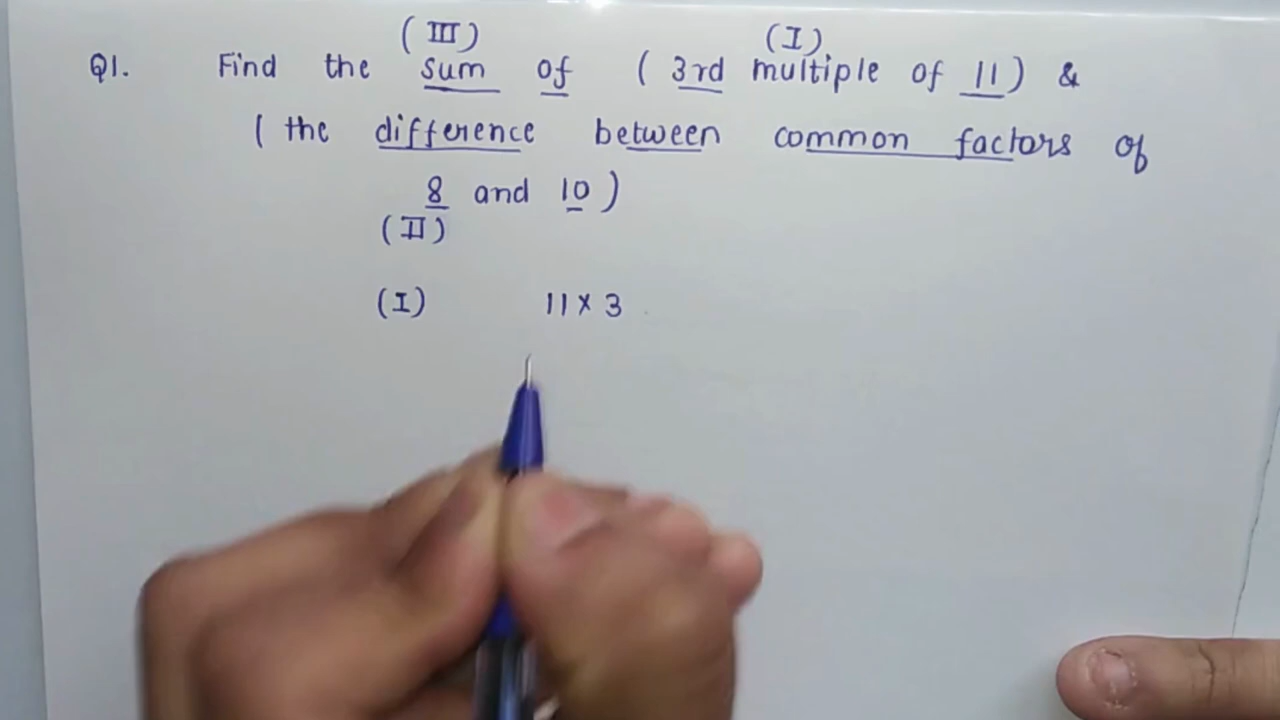 (III) (I)
Q1. Find the sum of ( 3rd multiple of 11 ) &
( the difference between common factors of
8 and 10 )
(II)
(I) 11 × 3